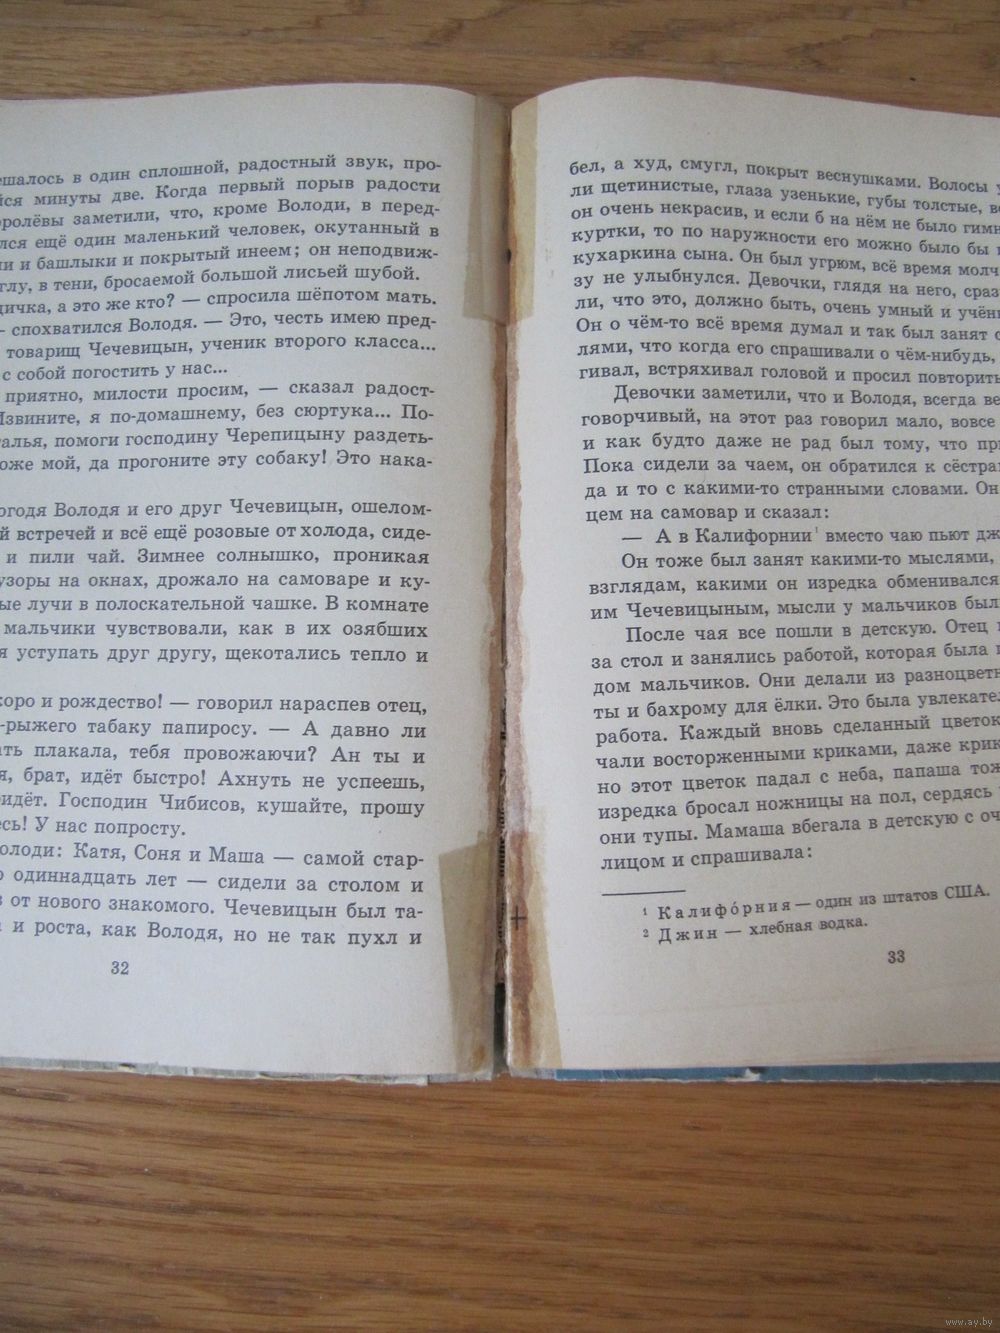 ешалось в один сплошной, радостный звук, про-
йся минуты две. Когда первый порыв радости
оролёвы заметили, что, кроме Володи, в перед-
лся ещё один маленький человек, окутанный в
ли и башлыки и покрытый инеем; он неподвиж-
глу, в тени, бросаемой большой лисьей шубой.
дичка, а это же кто? — спросила шёпотом мать.
— спохватился Володя. — Это, честь имею пред-
товарищ Чечевицын, ученик второго класса...
с собой погостить у нас...
приятно, милости просим, — сказал радост-
Извините, я по-домашнему, без сюртука... По-
талья, помоги господину Черепицыну раздеть-
оже мой, да прогоните эту собаку! Это нака-
огодя Володя и его друг Чечевицын, ошелом-
й встречей и всё ещё розовые от холода, сиде-
и пили чай. Зимнее солнышко, проникая
узоры на окнах, дрожало на самоваре и ку-
ые лучи в полоскательной чашке. В комнате
мальчики чувствовали, как в их озябших
я уступать друг другу, щекотались тепло и
коро и рождество! — говорил нараспев отец,
-рыжего табаку папиросу. — А давно ли
ать плакала, тебя провожаючи? Ан ты и
я, брат, идёт быстро! Ахнуть не успеешь,
ридёт. Господин Чибисов, кушайте, прошу
есь! У нас попросту.
олоди: Катя, Соня и Маша — самой стар-
о одиннадцать лет — сидели за столом и
з от нового знакомого. Чечевицын был та-
а и роста, как Володя, но не так пухл и
32
бел, а худ, смугл, покрыт веснушками. Волосы у
ли щетинистые, глаза узенькие, губы толстые, в
он очень некрасив, и если б на нём не было гимн
куртки, то по наружности его можно было бы
кухаркина сына. Он был угрюм, всё время молч
зу не улыбнулся. Девочки, глядя на него, сраз
ли, что это, должно быть, очень умный и учён
Он о чём-то всё время думал и так был занят с
лями, что когда его спрашивали о чём-нибудь,
гивал, встряхивал головой и просил повторить
Девочки заметили, что и Володя, всегда ве
говорчивый, на этот раз говорил мало, вовсе
и как будто даже не рад был тому, что при
Пока сидели за чаем, он обратился к сёстрам
да и то с какими-то странными словами. Он
цем на самовар и сказал:
— А в Калифорнии¹ вместо чаю пьют дж
Он тоже был занят какими-то мыслями,
взглядам, какими он изредка обменивался
им Чечевицыным, мысли у мальчиков был
После чая все пошли в детскую. Отец
за стол и занялись работой, которая была п
дом мальчиков. Они делали из разноцветн
ты и бахрому для ёлки. Это была увлекател
работа. Каждый вновь сделанный цветок
чали восторженными криками, даже крик
но этот цветок падал с неба, папаша тож
изредка бросал ножницы на пол, сердясь
они тупы. Мамаша вбегала в детскую с оч
лицом и спрашивала:
¹ Калифо́рния — один из штатов США.
² Джин — хлебная водка.
33
www.ay.by